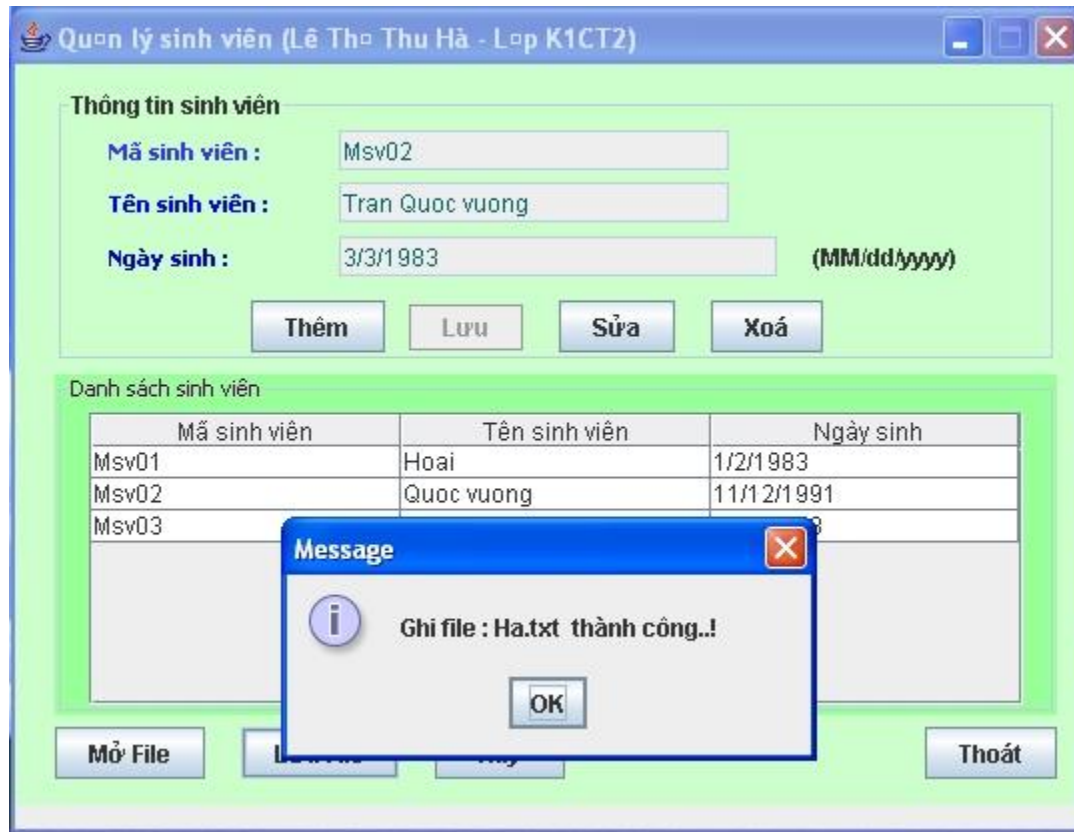 Qu¤n lý sinh viên (Lê Th¤ Thu Hà - L¤p K1CT2)
Thông tin sinh viên
Mã sinh viên : Msv02
Tên sinh viên : Tran Quoc vuong
Ngày sinh : 3/3/1983 (MM/dd/yyyy)
Thêm Lưu Sửa Xoá
Danh sách sinh viên
Mã sinh viên Tên sinh viên Ngày sinh
Msv01 Hoai 1/2/1983
Msv02 Quoc vuong 11/12/1991
Msv03
Message
Ghi file : Ha.txt thành công..!
OK
Mở File Thoát